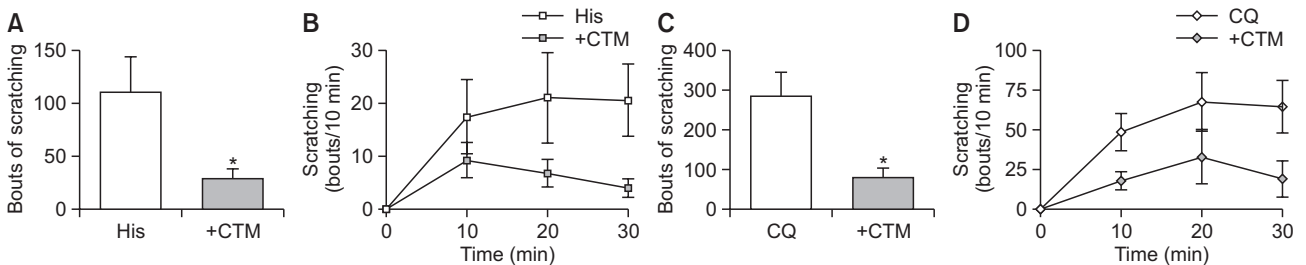 A
Bouts of scratching
150
100
50
0
*
His
+CTM
B
His
+CTM
Scratching
(bouts/10 min)
30
20
10
0
0
10
20
30
Time (min)
C
Bouts of scratching
400
300
200
100
0
*
CQ
+CTM
D
CQ
+CTM
Scratching
(bouts/10 min)
100
75
50
25
0
0
10
20
30
Time (min)